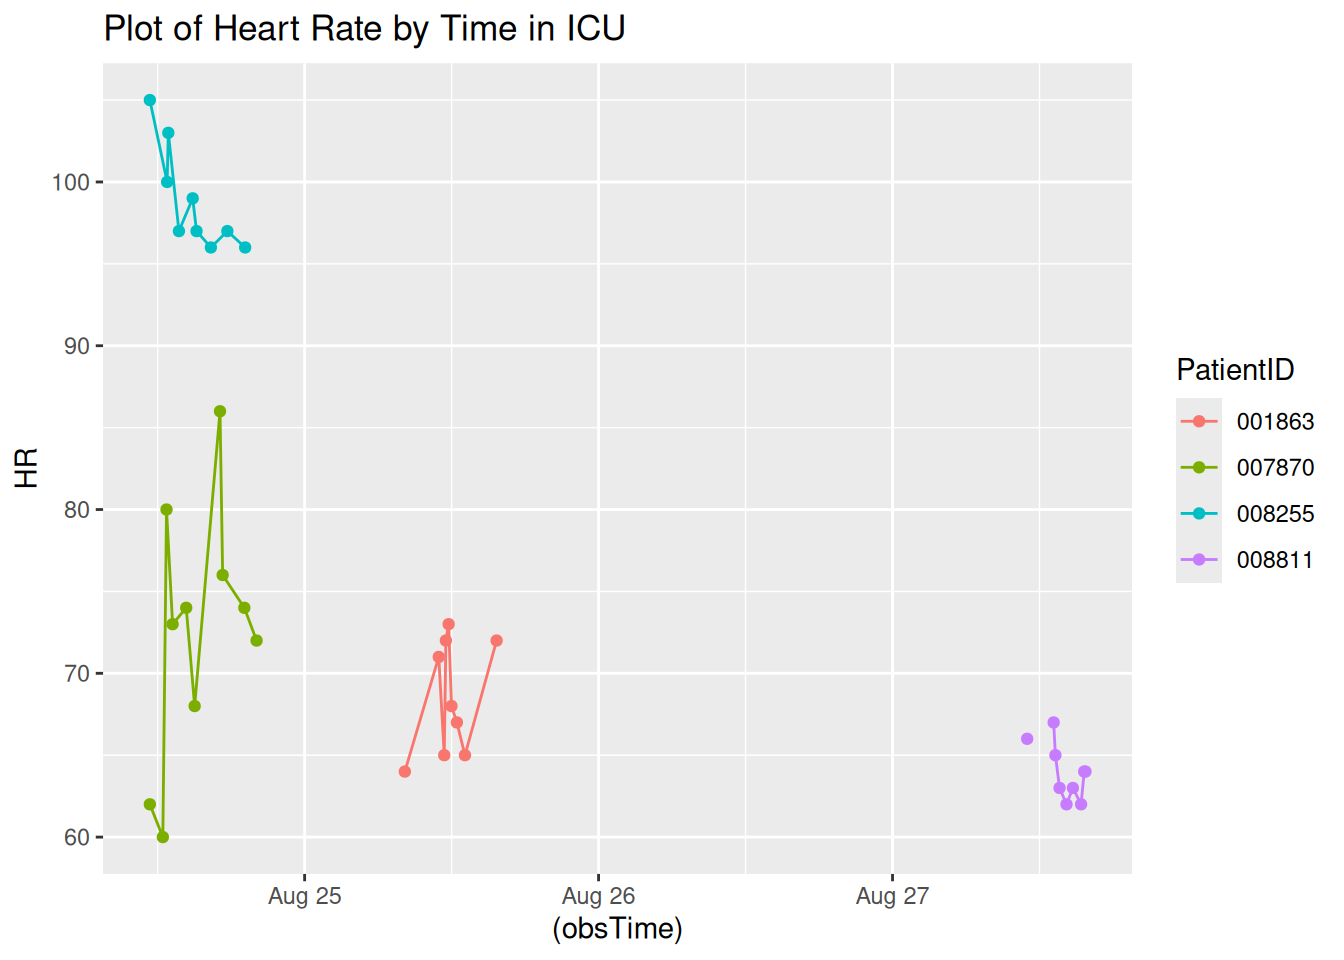 Plot of Heart Rate by Time in ICU
HR
100
90
80
70
60
Aug 25
Aug 26
Aug 27
(obsTime)
PatientID
001863
007870
008255
008811